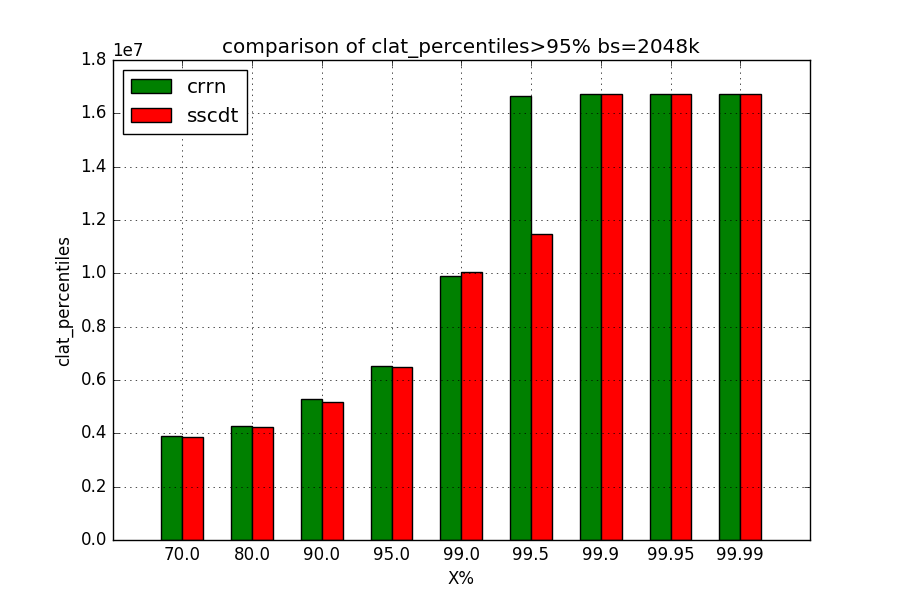 comparison of clat_percentiles>95% bs=2048k
1e7
1.8
1.6
1.4
1.2
1.0
0.8
0.6
0.4
0.2
0.0
clat_percentiles
crrn
sscdt
70.0 80.0 90.0 95.0 99.0 99.5 99.9 99.95 99.99
X%